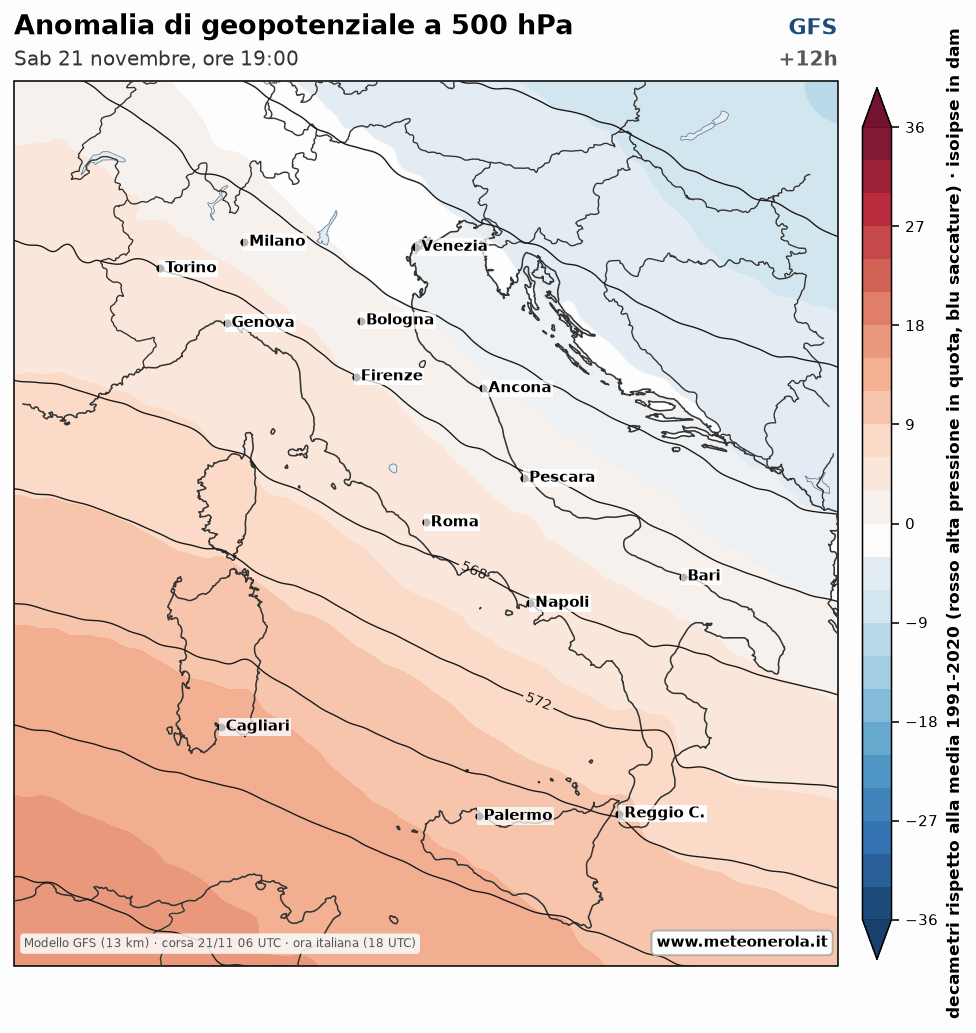 Anomalia di geopotenziale a 500 hPa
GFS
Sab 21 novembre, ore 19:00
+12h
Milano
Venezia
Torino
Genova
Bologna
Firenze
Ancona
Pescara
Roma
568
Bari
Napoli
572
Cagliari
Palermo
Reggio C.
Modello GFS (13 km) · corsa 21/11 06 UTC · ora italiana (18 UTC)
www.meteonerola.it
36
27
18
9
0
−9
−18
−27
−36
decametri rispetto alla media 1991-2020 (rosso alta pressione in quota, blu saccature) · isoipse in dam